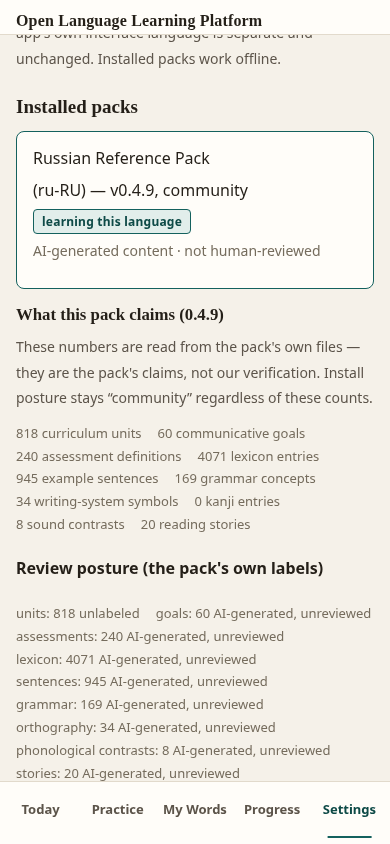 Open Language Learning Platform
app's own interface language is separate and
unchanged. Installed packs work offline.
Installed packs
Russian Reference Pack
(ru-RU) — v0.4.9, community
learning this language
AI-generated content · not human-reviewed
What this pack claims (0.4.9)
These numbers are read from the pack's own files —
they are the pack's claims, not our verification. Install
posture stays “community” regardless of these counts.
818 curriculum units 60 communicative goals
240 assessment definitions 4071 lexicon entries
945 example sentences 169 grammar concepts
34 writing-system symbols 0 kanji entries
8 sound contrasts 20 reading stories
Review posture (the pack's own labels)
units: 818 unlabeled goals: 60 AI-generated, unreviewed
assessments: 240 AI-generated, unreviewed
lexicon: 4071 AI-generated, unreviewed
sentences: 945 AI-generated, unreviewed
grammar: 169 AI-generated, unreviewed
orthography: 34 AI-generated, unreviewed
phonological contrasts: 8 AI-generated, unreviewed
stories: 20 AI-generated, unreviewed
Today Practice My Words Progress Settings